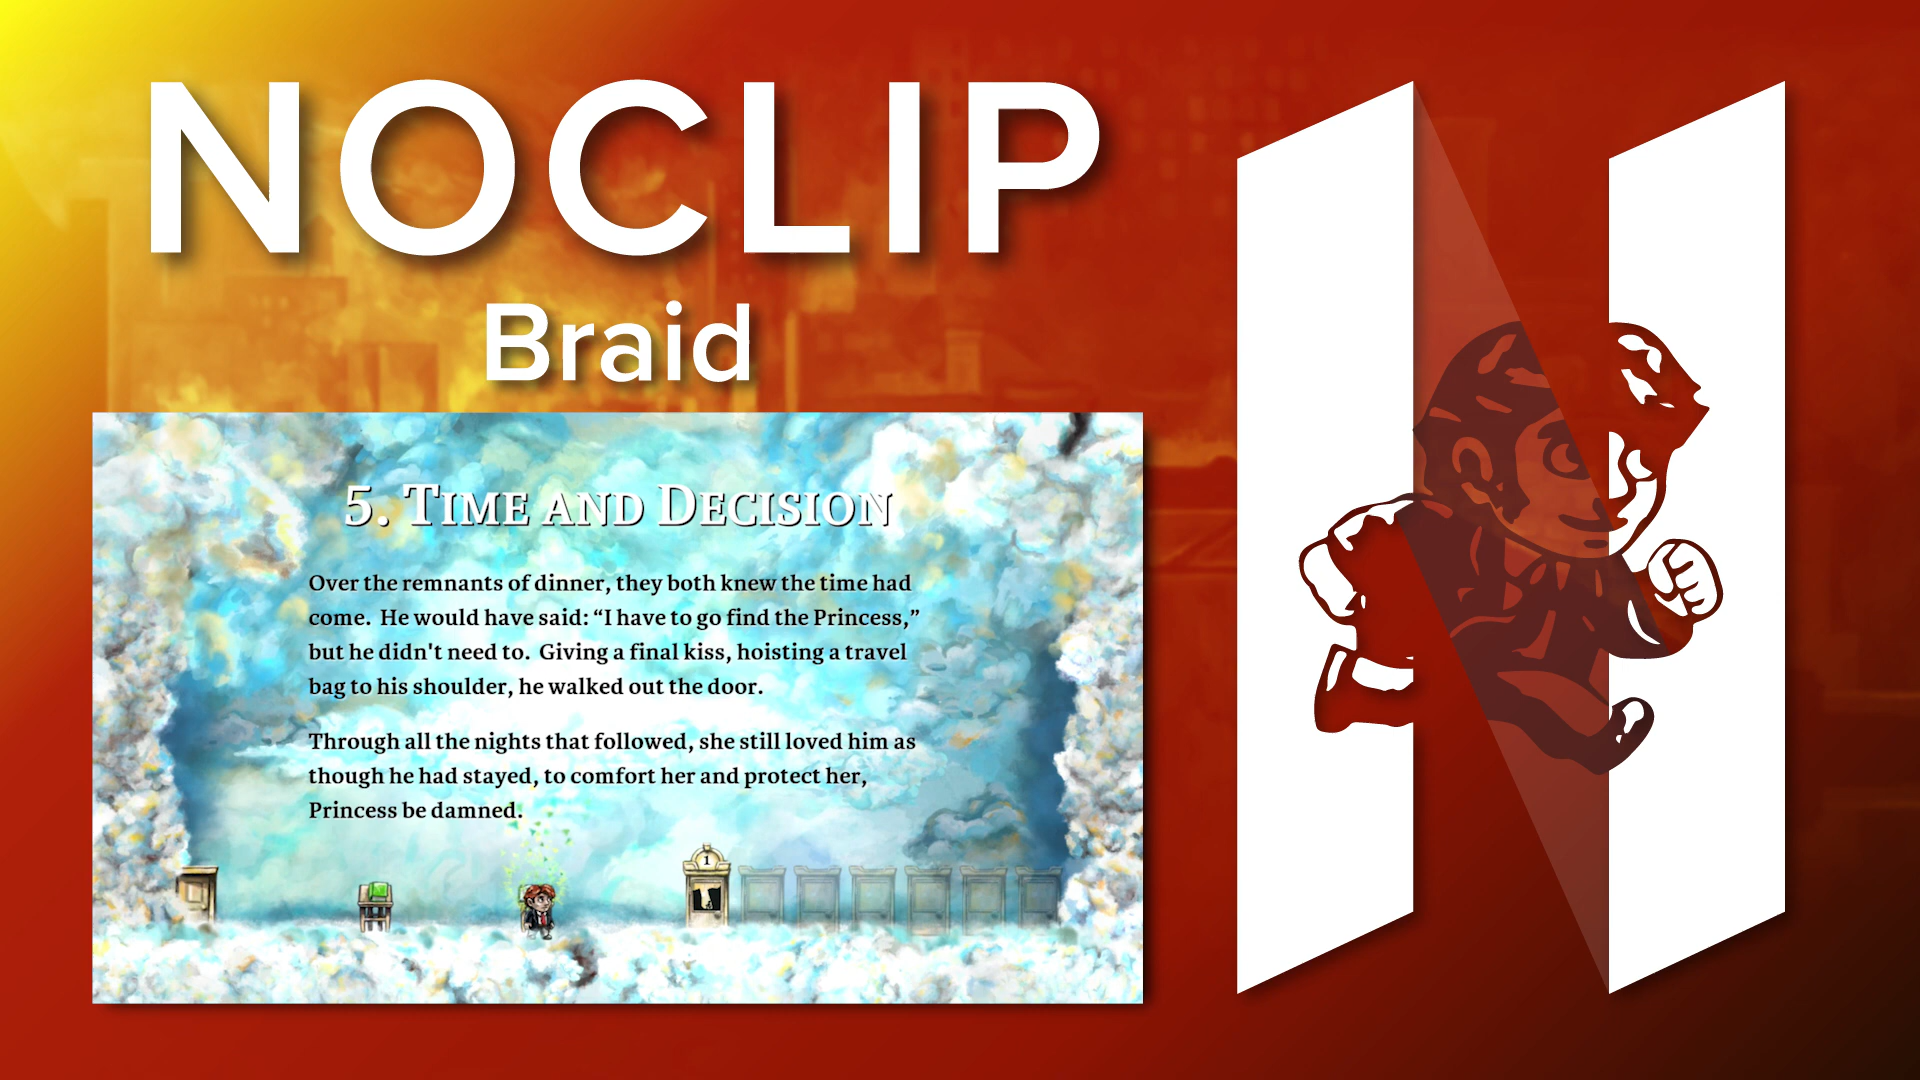 NOCLIP
Braid
5. TIME AND DECISION
Over the remnants of dinner, they both knew the time had
come.  He would have said: “I have to go find the Princess,”
but he didn't need to.  Giving a final kiss, hoisting a travel
bag to his shoulder, he walked out the door.
Through all the nights that followed, she still loved him as
though he had stayed, to comfort her and protect her,
Princess be damned.
1
N